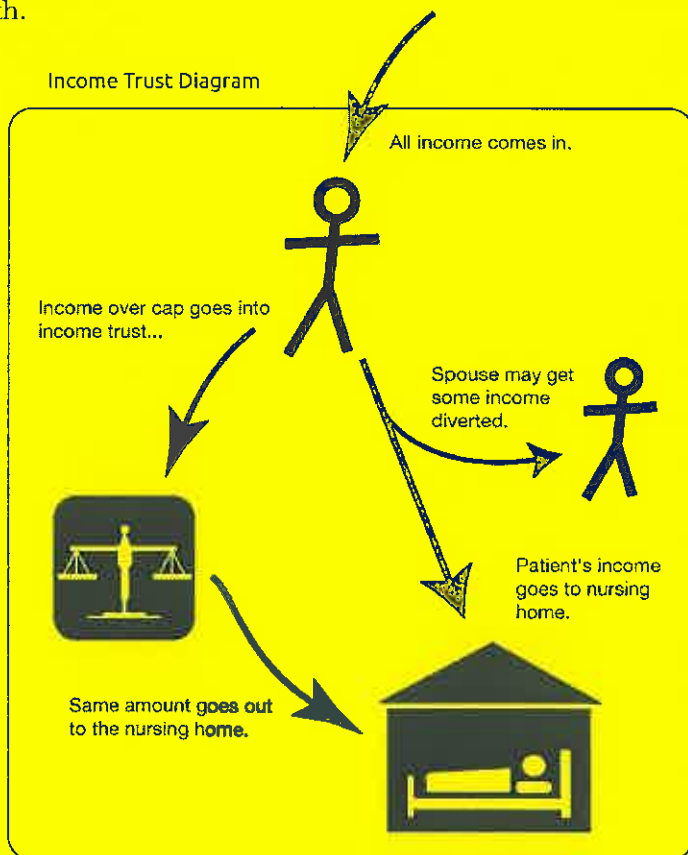 Income Trust Diagram
All income comes in.
Income over cap goes into
income trust...
Spouse may get
some income
diverted.
Patient's income
goes to nursing
home.
Same amount goes out
to the nursing home.